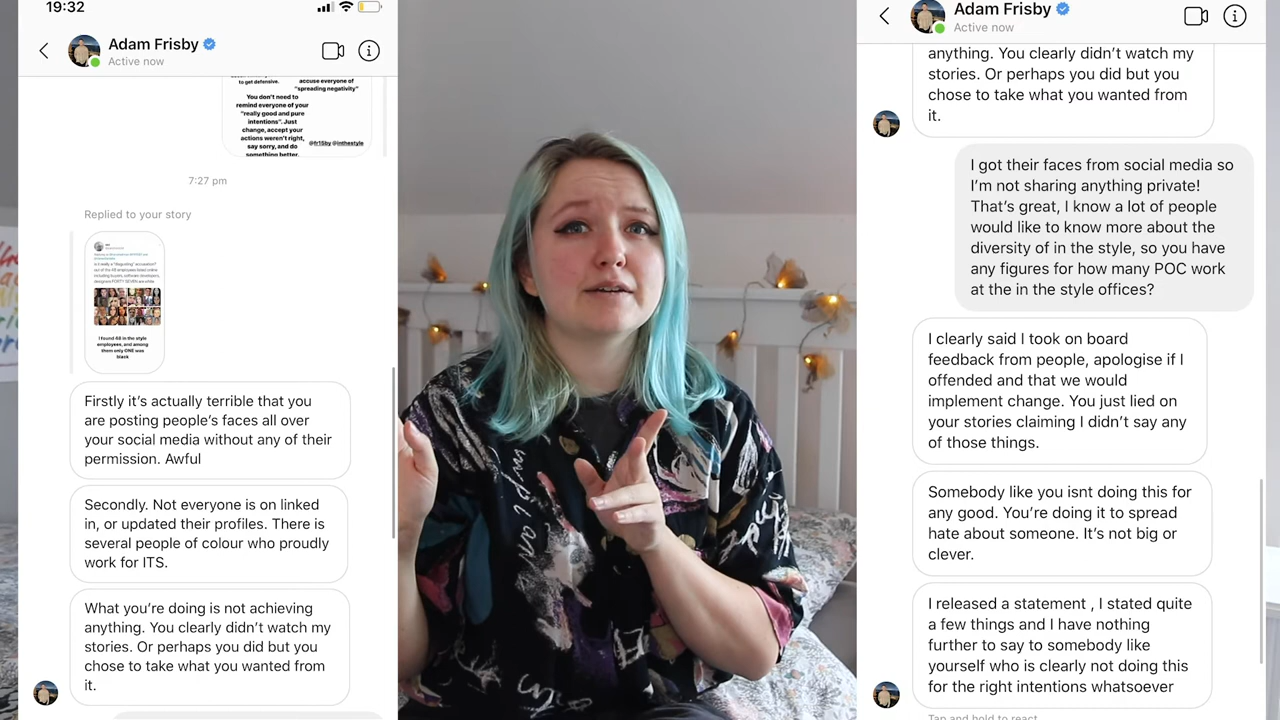 19:32
Adam Frisby
Active now
to get defensive.
You don't need to
remind everyone of your
"really good and pure
intentions". Just
change, accept your
actions weren't right,
say sorry, and do
something better.
accuse everyone of
"spreading negativity"
@fr15by @inthestyle
7:27 pm
Replied to your story
I found 68 in the style
employees, and among
them only ONE was
black
Firstly it's actually terrible that you
are posting people's faces all over
your social media without any of their
permission. Awful
Secondly. Not everyone is on linked
in, or updated their profiles. There is
several people of colour who proudly
work for ITS.
What you're doing is not achieving
anything. You clearly didn't watch my
stories. Or perhaps you did but you
chose to take what you wanted from
it.
Adam Frisby
Active now
anything. You clearly didn't watch my
stories. Or perhaps you did but you
chose to take what you wanted from
it.
I got their faces from social media so
I'm not sharing anything private!
That's great, I know a lot of people
would like to know more about the
diversity of in the style, so you have
any figures for how many POC work
at the in the style offices?
I clearly said I took on board
feedback from people, apologise if I
offended and that we would
implement change. You just lied on
your stories claiming I didn't say any
of those things.
Somebody like you isn't doing this for
any good. You're doing it to spread
hate about someone. It's not big or
clever.
I released a statement , I stated quite
a few things and I have nothing
further to say to somebody like
yourself who is clearly not doing this
for the right intentions whatsoever
Tap and hold to react